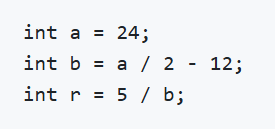 int a = 24;
int b = a / 2 - 12;
int r = 5 / b;